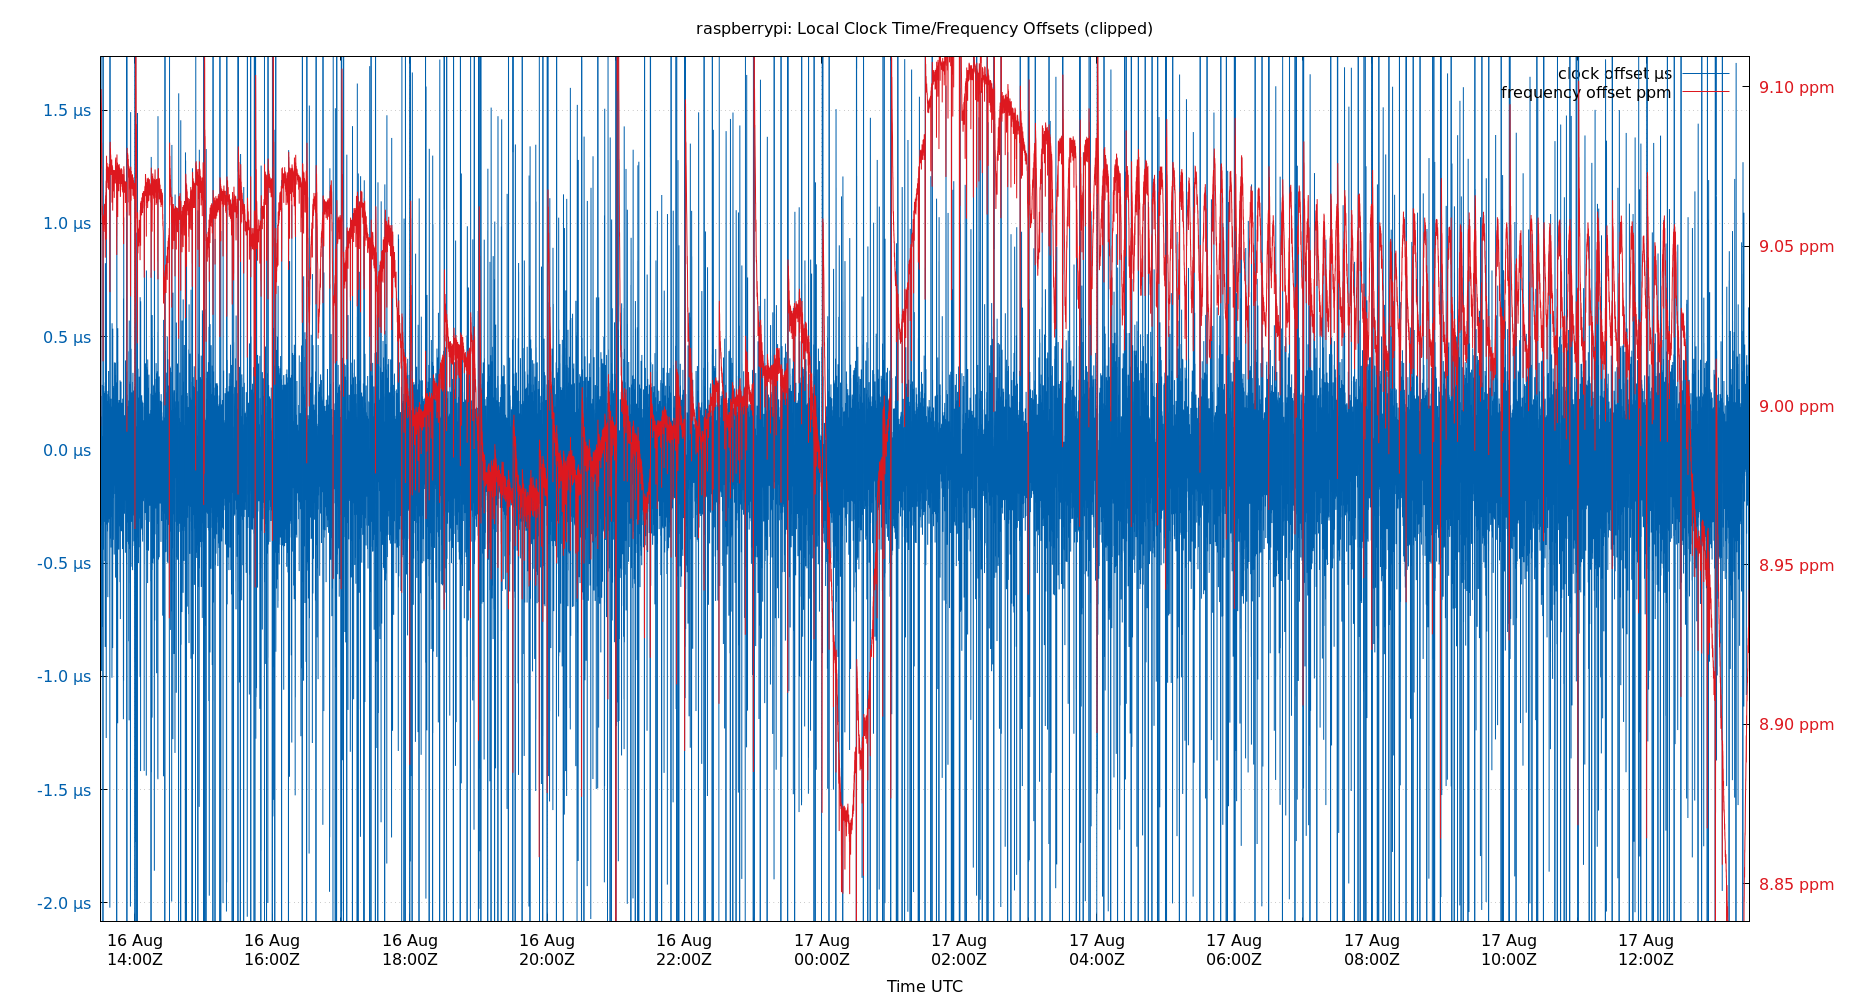 raspberrypi: Local Clock Time/Frequency Offsets (clipped)
clock offset µs
frequency offset ppm
1.5 µs
1.0 µs
0.5 µs
0.0 µs
-0.5 µs
-1.0 µs
-1.5 µs
-2.0 µs
9.10 ppm
9.05 ppm
9.00 ppm
8.95 ppm
8.90 ppm
8.85 ppm
16 Aug 16 Aug 16 Aug 16 Aug 16 Aug 17 Aug 17 Aug 17 Aug 17 Aug 17 Aug 17 Aug 17 Aug
14:00Z 16:00Z 18:00Z 20:00Z 22:00Z 00:00Z 02:00Z 04:00Z 06:00Z 08:00Z 10:00Z 12:00Z
Time UTC